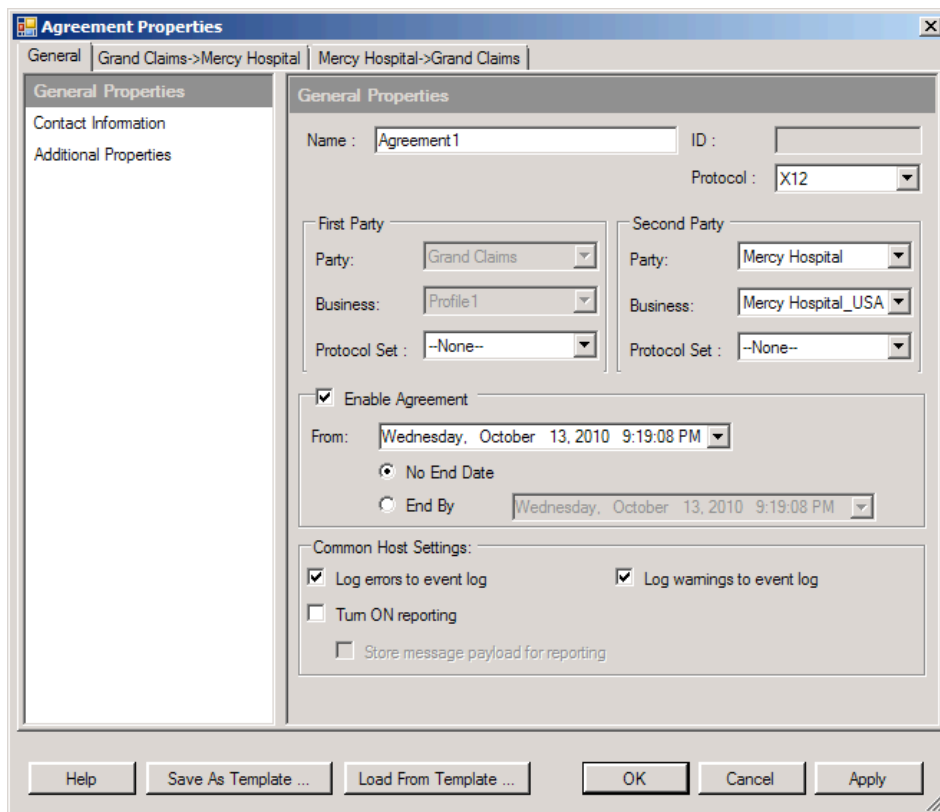 Agreement Properties
General Grand Claims->Mercy Hospital Mercy Hospital->Grand Claims
General Properties
Contact Information
Additional Properties
General Properties
Name : Agreement1 ID :
Protocol : X12
First Party
Party: Grand Claims
Business: Profile1
Protocol Set : --None--
Second Party
Party: Mercy Hospital
Business: Mercy Hospital_USA
Protocol Set : --None--
Enable Agreement
From: Wednesday, October 13, 2010 9:19:08 PM
No End Date
End By Wednesday, October 13, 2010 9:19:08 PM
Common Host Settings:
Log errors to event log Log warnings to event log
Turn ON reporting
Store message payload for reporting
Help Save As Template ... Load From Template ... OK Cancel Apply